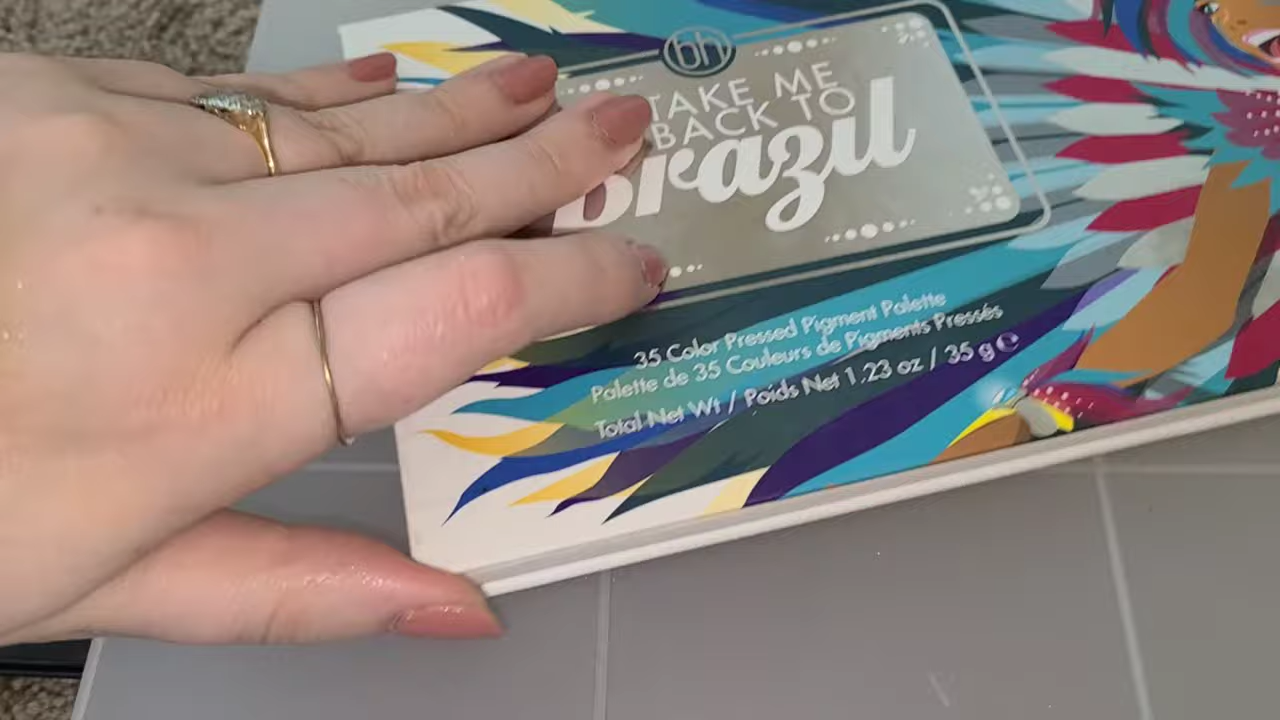 bh
TAKE ME
BACK TO
Brazil
35 Color Pressed Pigment Palette
Palette de 35 Couleurs de Pigments Pressés
Total Net Wt / Poids Net 1.23 oz / 35 g ℮